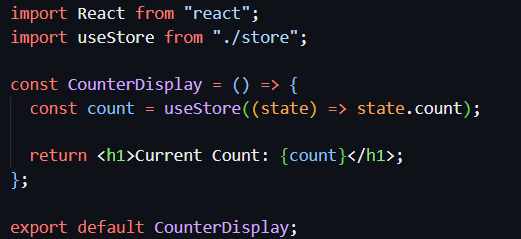 import React from "react";
import useStore from "./store";

const CounterDisplay = () => {
  const count = useStore((state) => state.count);

  return <h1>Current Count: {count}</h1>;
};

export default CounterDisplay;